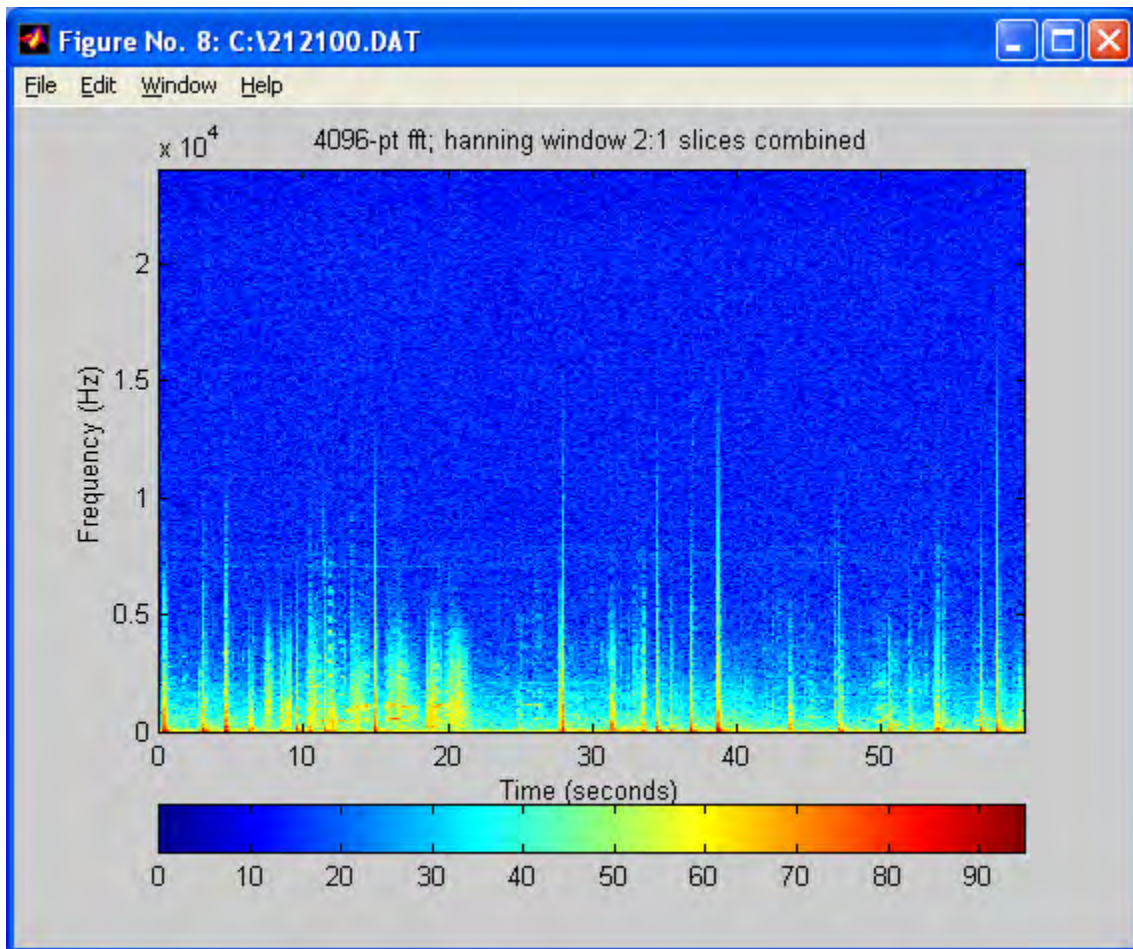 Figure No. 8: C:\212100.DAT
File Edit Window Help
x 10^4
4096-pt fft; hanning window 2:1 slices combined
2
1.5
1
0.5
0
Frequency (Hz)
0 10 20 30 40 50
Time (seconds)
0 10 20 30 40 50 60 70 80 90